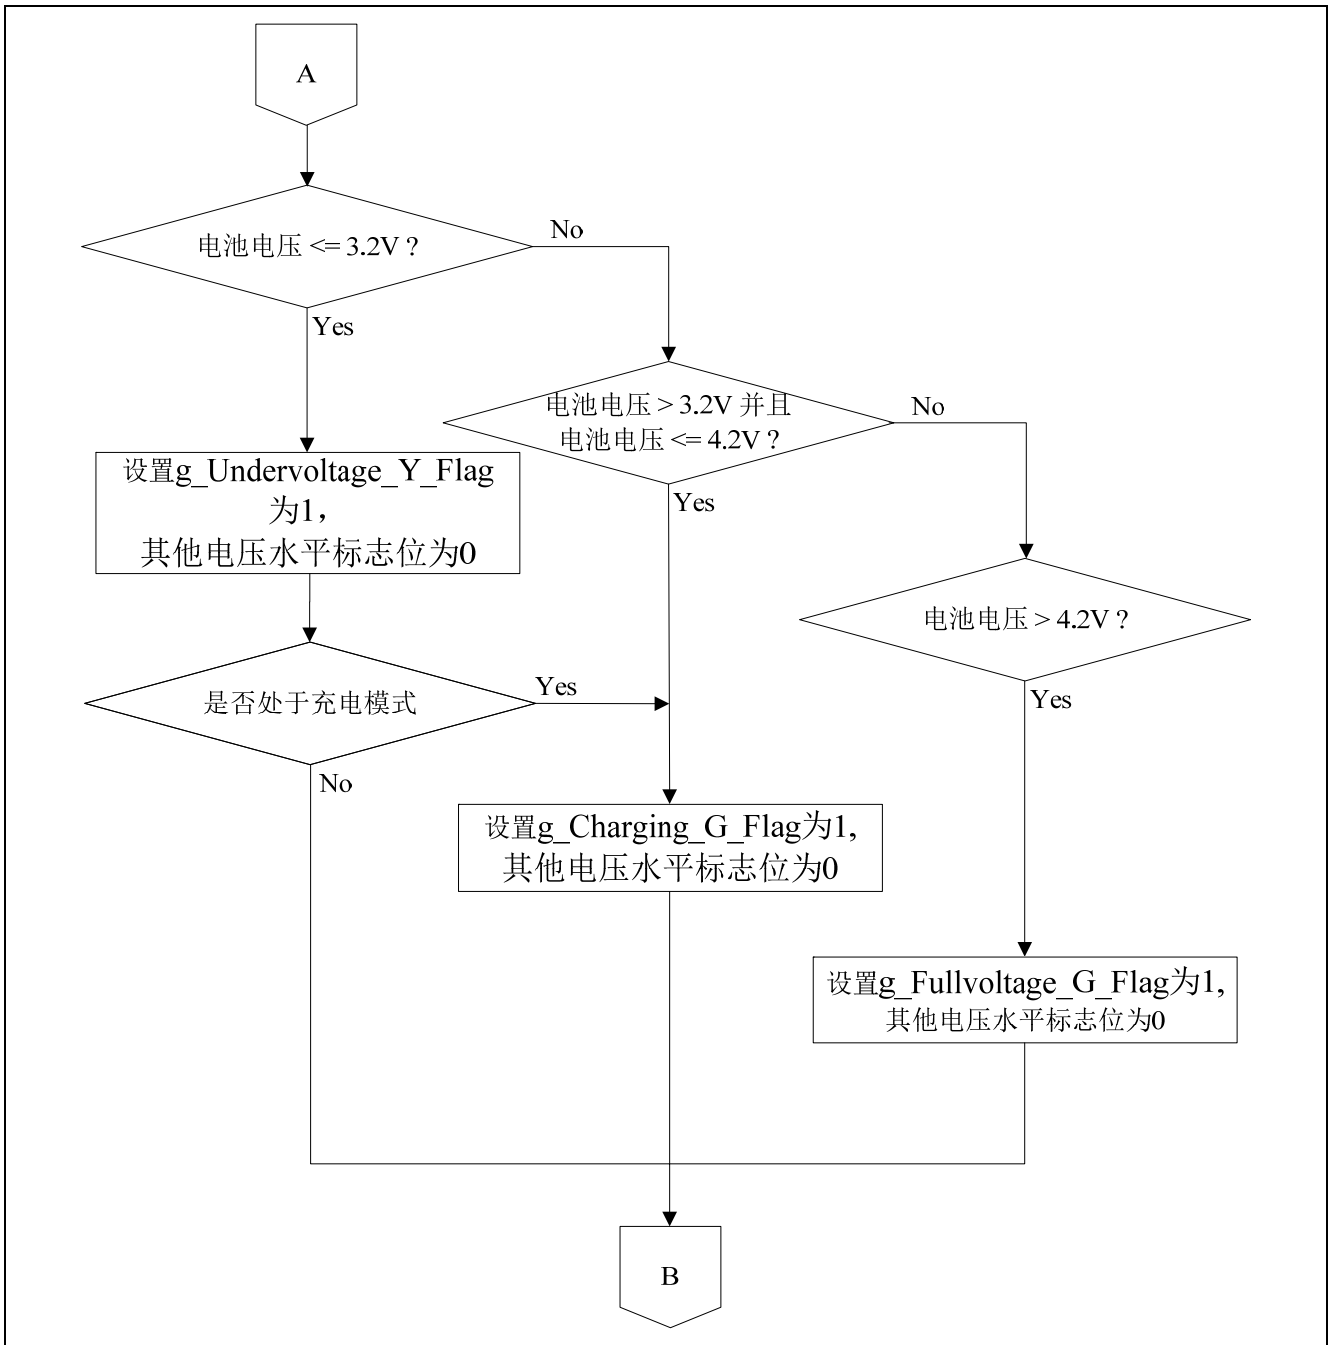 A
电池电压 <= 3.2V ?
No
Yes
电池电压 > 3.2V 并且
电池电压 <= 4.2V ?
No
Yes
设置g_Undervoltage_Y_Flag
为1，
其他电压水平标志位为0
电池电压 > 4.2V ?
Yes
是否处于充电模式
Yes
No
设置g_Charging_G_Flag为1,
其他电压水平标志位为0
设置g_Fullvoltage_G_Flag为1,
其他电压水平标志位为0
B